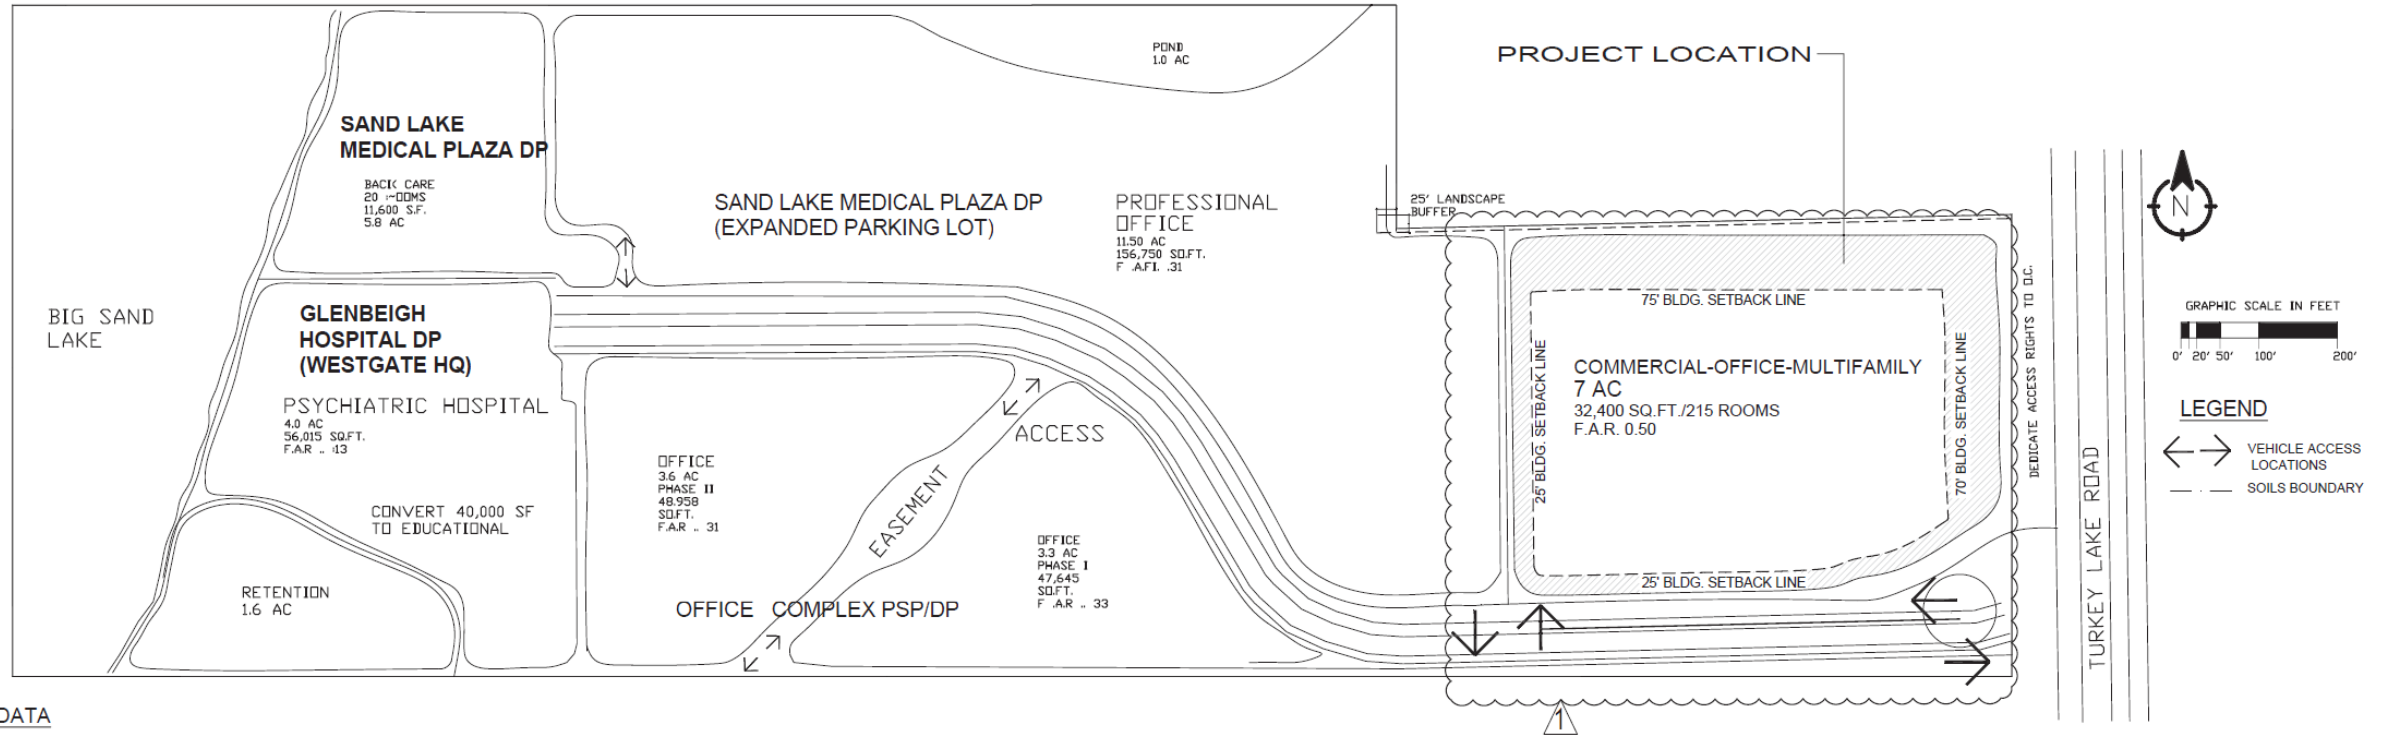 POND
1.0 AC
PROJECT LOCATION
SAND LAKE
MEDICAL PLAZA DP
BACK CARE
11,600 S.F.
5.8 AC
SAND LAKE MEDICAL PLAZA DP
(EXPANDED PARKING LOT)
PROFESSIONAL
OFFICE
11.50 AC
156,750 SQ.FT.
F .A.FI. .31
25' LANDSCAPE
BUFFER
N
BIG SAND
LAKE
GLENBEIGH
HOSPITAL DP
(WESTGATE HQ)
PSYCHIATRIC HOSPITAL
4.0 AC
56,015 SQ.FT.
F.A.R .. :13
CONVERT 40,000 SF
TO EDUCATIONAL
RETENTION
1.6 AC
OFFICE
3.6 AC
PHASE II
48.958
SQ.FT.
F.A.R .. 31
ACCESS
EASEMENT
OFFICE
3.3 AC
PHASE I
47,645
SQ.FT.
F .A.R .. 33
OFFICE COMPLEX PSP/DP
75' BLDG. SETBACK LINE
25' BLDG. SETBACK LINE
COMMERCIAL-OFFICE-MULTIFAMILY
7 AC
32,400 SQ.FT./215 ROOMS
F.A.R. 0.50
70' BLDG. SETBACK LINE
25' BLDG. SETBACK LINE
DEDICATE ACCESS RIGHTS TO O.C.
TURKEY LAKE ROAD
GRAPHIC SCALE IN FEET
0' 20' 50' 100' 200'
LEGEND
VEHICLE ACCESS
LOCATIONS
SOILS BOUNDARY
1
DATA